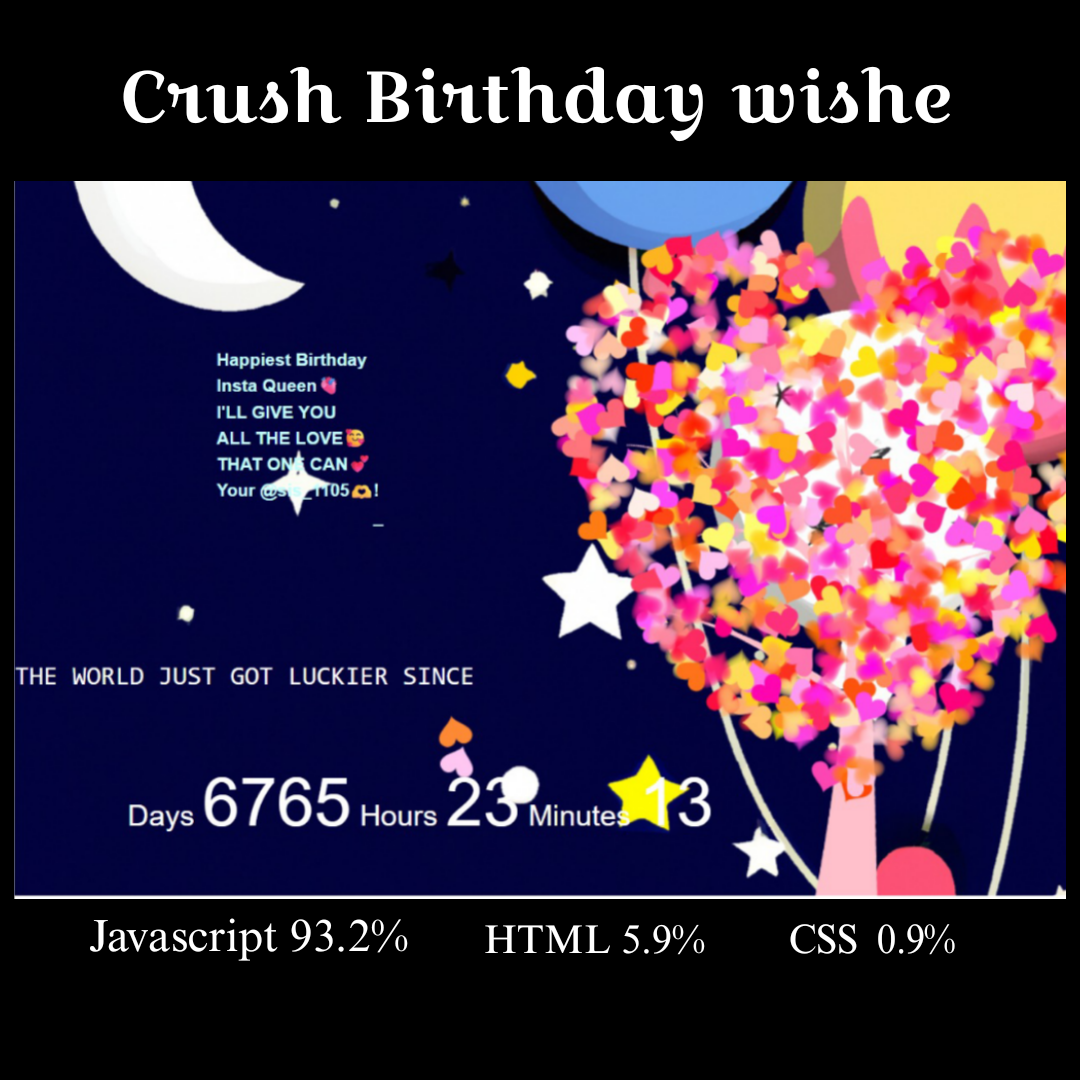 Crush Birthday wishe
Happiest Birthday
Insta Queen
I'LL GIVE YOU
ALL THE LOVE🥰
THAT ONE CAN💕
Your 🫶!
_
THE WORLD JUST GOT LUCKIER SINCE
Days 6765 Hours 23 Minutes 13
Javascript 93.2% HTML 5.9% CSS 0.9%